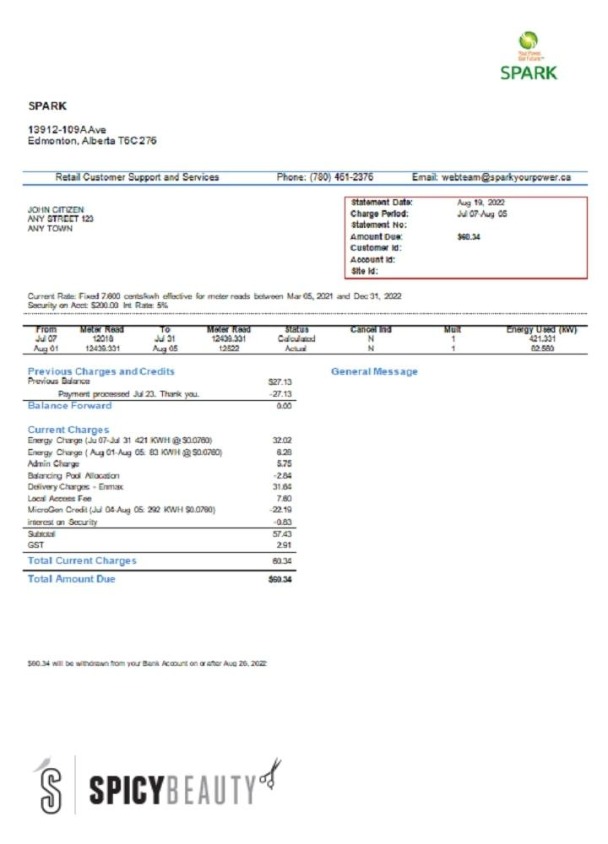 SPARK
SPARK
13912-109A Ave
Edmonton, Alberta T6C 276
Retail Customer Support and Services Phone: (780) 461-2376 Email: webteam@sparkyourpower.ca
JOHN CITIZEN
ANY STREET 123
ANY TOWN
Statement Date: Aug 19, 2022
Charge Period: Jul 07-Aug 05
Statement No:
Amount Due: $60.34
Customer Id:
Account Id:
Site Id:
Current Rate: Fixed 7.600 cents/kwh effective for meter reads between Mar 05, 2021 and Dec 31, 2022
Security on Acct: $200.00 Int Rate: 5%
From Meter Read To Meter Read Status Cancel Ind Mult Energy Used (kW)
Jul 07 12018 Jul 31 12439.331 Calculated N 1 421.331
Aug 01 12439.331 Aug 05 12522 Actual N 1 82.569
Previous Charges and Credits General Message
Previous Balance $27.13
Payment processed Jul 23. Thank you. -27.13
Balance Forward 0.00
Current Charges
Energy Charge (Ju 07-Jul 31 421 KWH @ $0.0760) 32.02
Energy Charge ( Aug 01-Aug 05. 83 KWH @ $0.0760) 6.28
Admin Charge 5.75
Balancing Pool Allocation -2.84
Delivery Charges - Enmax 31.64
Local Access Fee 7.60
MicroGen Credit (Jul 04-Aug 05. 292 KWH $0.0760) -22.19
Interest on Security -0.83
Subtotal 57.43
GST 2.91
Total Current Charges 60.34
Total Amount Due $60.34
$60.34 will be withdrawn from your Bank Account on or after Aug 26, 2022
SPICYBEAUTY